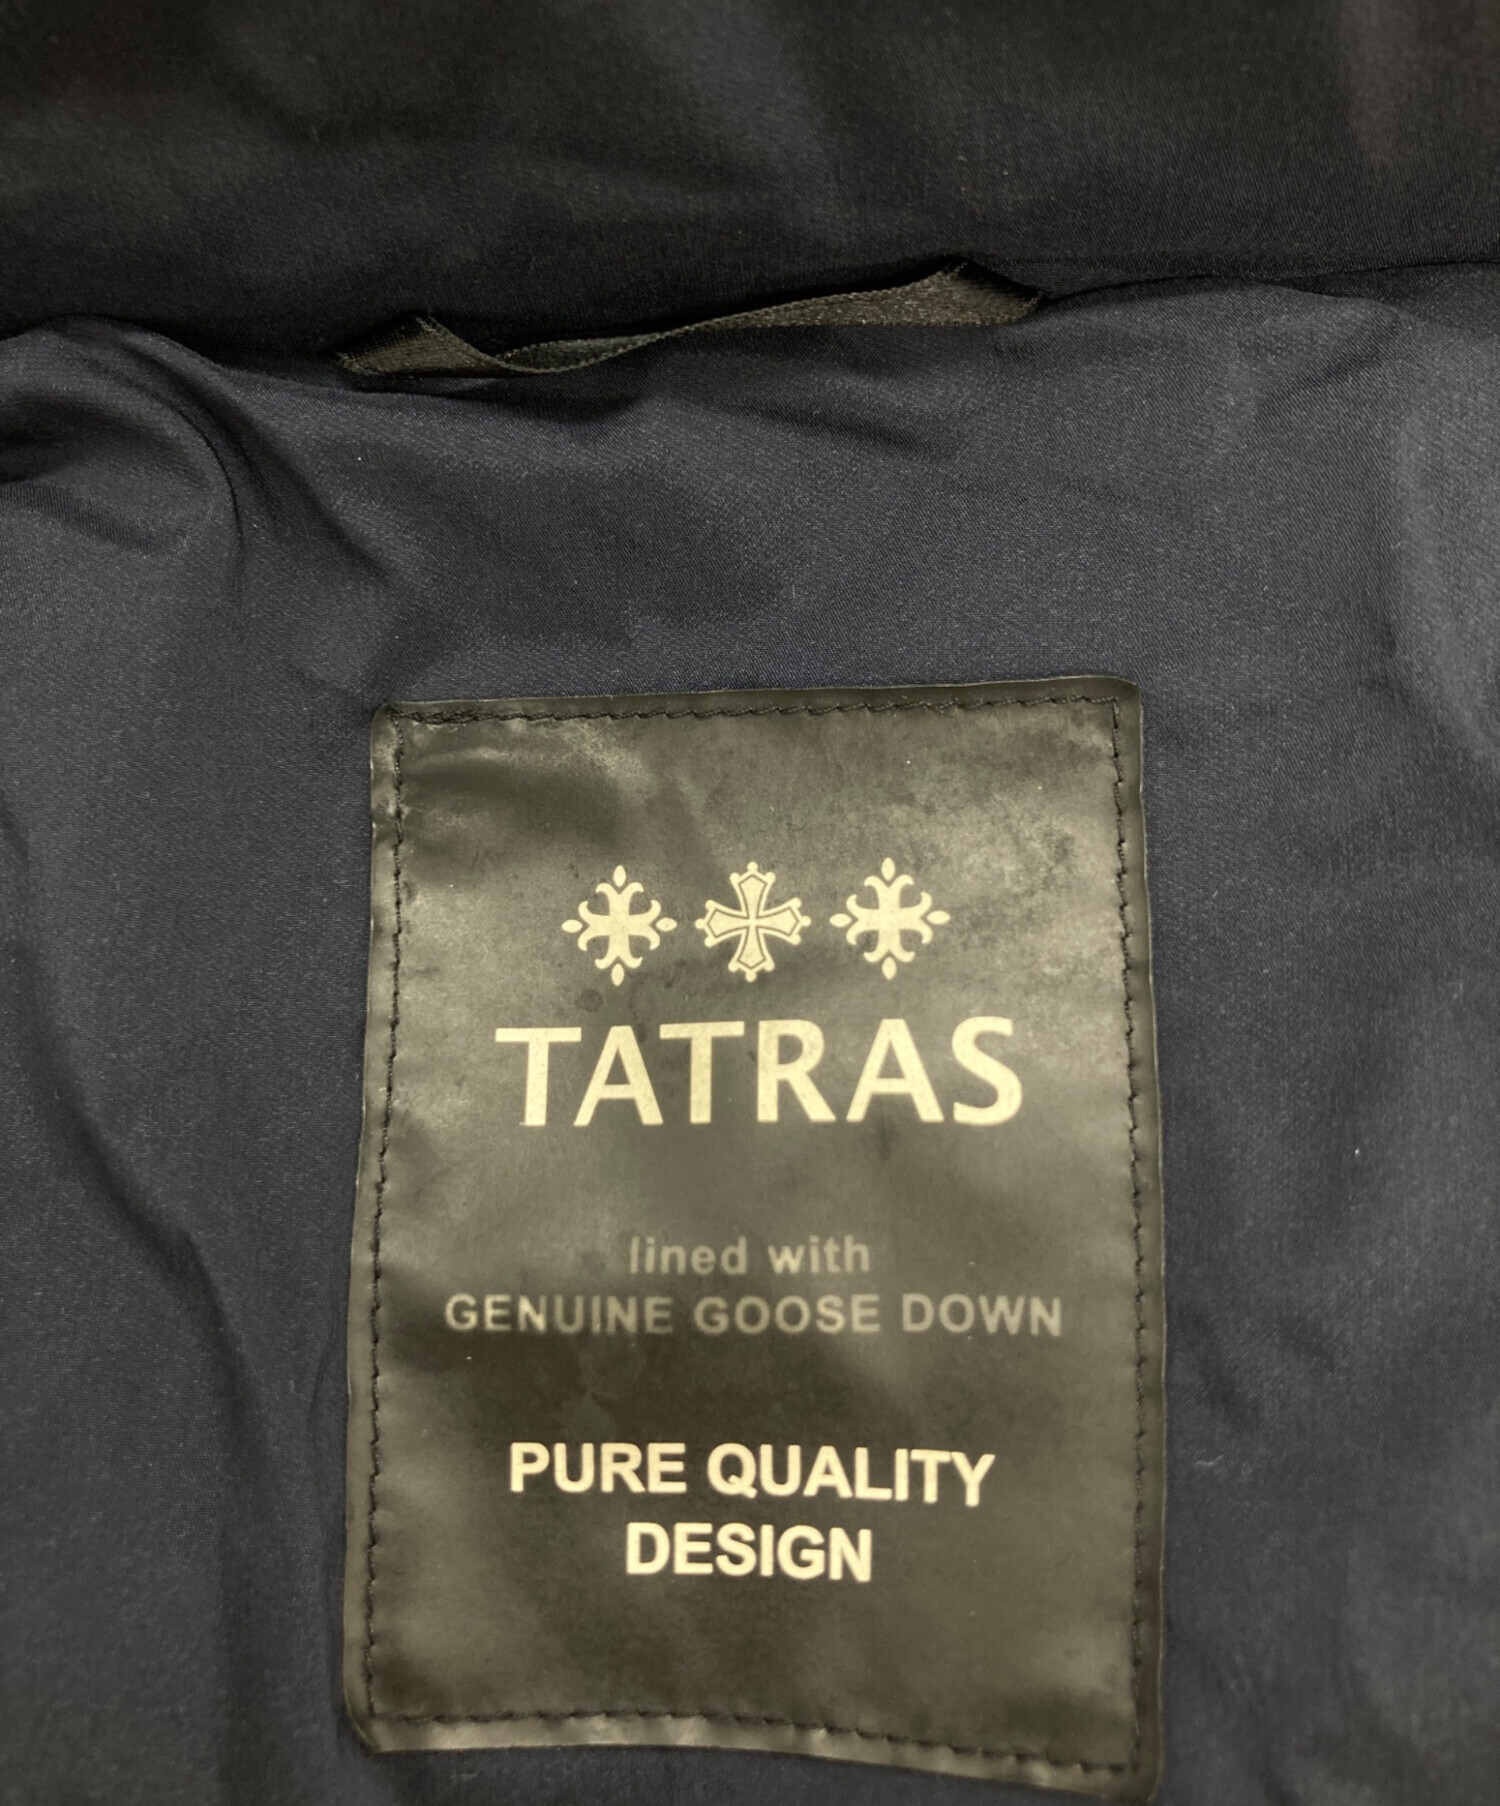 TATRAS
lined with
GENUINE GOOSE DOWN
PURE QUALITY
DESIGN